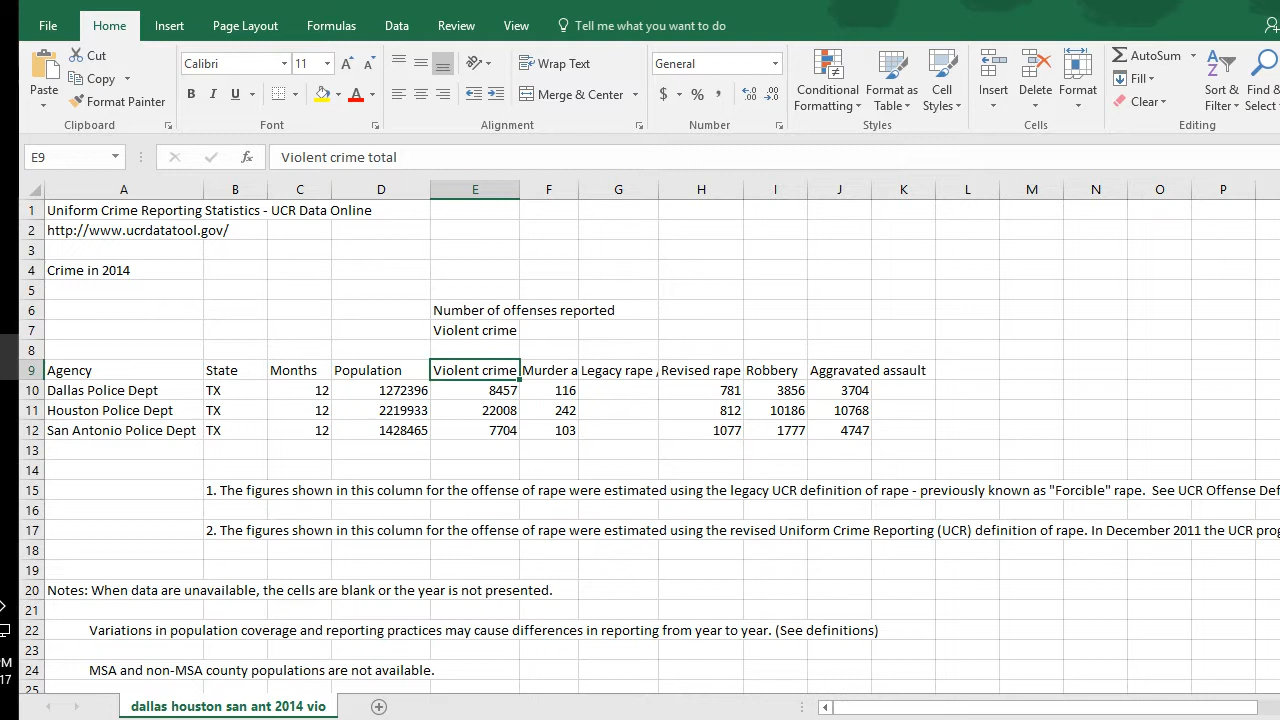 File Home Insert Page Layout Formulas Data Review View Tell me what you want to do
Cut
Copy
Format Painter
Paste
Clipboard
Calibri 11
B I U
Font
Wrap Text
Merge & Center
Alignment
General
$ % ,
Number
Conditional Formatting
Format as Table
Cell Styles
Styles
Insert Delete Format
Cells
AutoSum
Fill
Clear
Sort & Filter
Find & Select
Editing
E9 fx Violent crime total
A B C D E F G H I J K L M N O P
1 Uniform Crime Reporting Statistics - UCR Data Online
2 http://www.ucrdatatool.gov/
3
4 Crime in 2014
5
6 Number of offenses reported
7 Violent crime
8
9 Agency State Months Population Violent crime Murder a Legacy rape / Revised rape Robbery Aggravated assault
10 Dallas Police Dept TX 12 1272396 8457 116 781 3856 3704
11 Houston Police Dept TX 12 2219933 22008 242 812 10186 10768
12 San Antonio Police Dept TX 12 1428465 7704 103 1077 1777 4747
13
14
15 1. The figures shown in this column for the offense of rape were estimated using the legacy UCR definition of rape - previously known as "Forcible" rape. See UCR Offense Def
16
17 2. The figures shown in this column for the offense of rape were estimated using the revised Uniform Crime Reporting (UCR) definition of rape. In December 2011 the UCR prog
18
19
20 Notes: When data are unavailable, the cells are blank or the year is not presented.
21
22 Variations in population coverage and reporting practices may cause differences in reporting from year to year. (See definitions)
23
24 MSA and non-MSA county populations are not available.
25
PM
17
dallas houston san ant 2014 vio